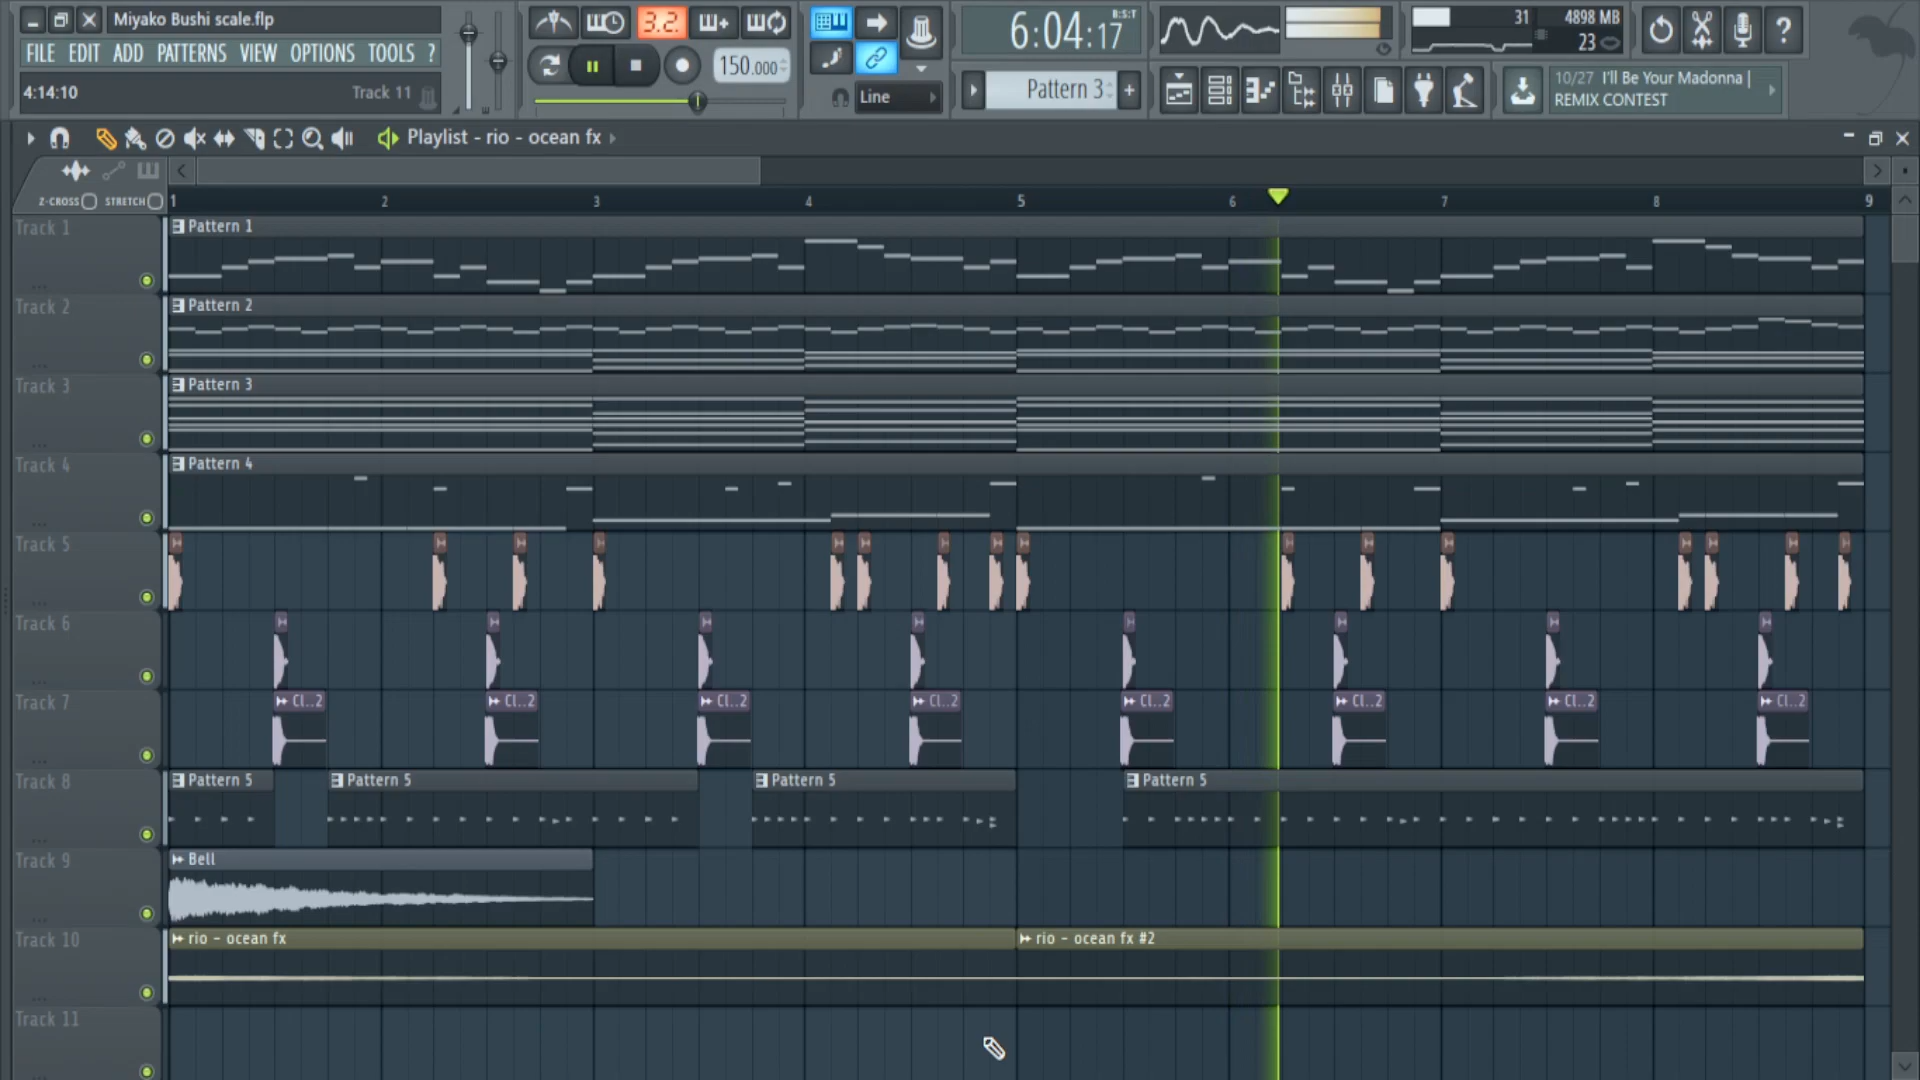 Miyako Bushi scale.flp
FILE EDIT ADD PATTERNS VIEW OPTIONS TOOLS ?
4:14:10 Track 11
3.2.
150.000
Line
6:04:17
B:S:T
Pattern 3
31
4898 MB
23
10/27 I'll Be Your Madonna |
REMIX CONTEST
Playlist - rio - ocean fx
Z-CROSS STRETCH
1 2 3 4 5 6 7 8 9
Track 1
Pattern 1
Track 2
Pattern 2
Track 3
Pattern 3
Track 4
Pattern 4
Track 5
Track 6
Track 7
Cl..2 Cl..2 Cl..2 Cl..2 Cl..2 Cl..2 Cl..2 Cl..2
Track 8
Pattern 5 Pattern 5 Pattern 5 Pattern 5
Track 9
Bell
Track 10
rio - ocean fx rio - ocean fx #2
Track 11